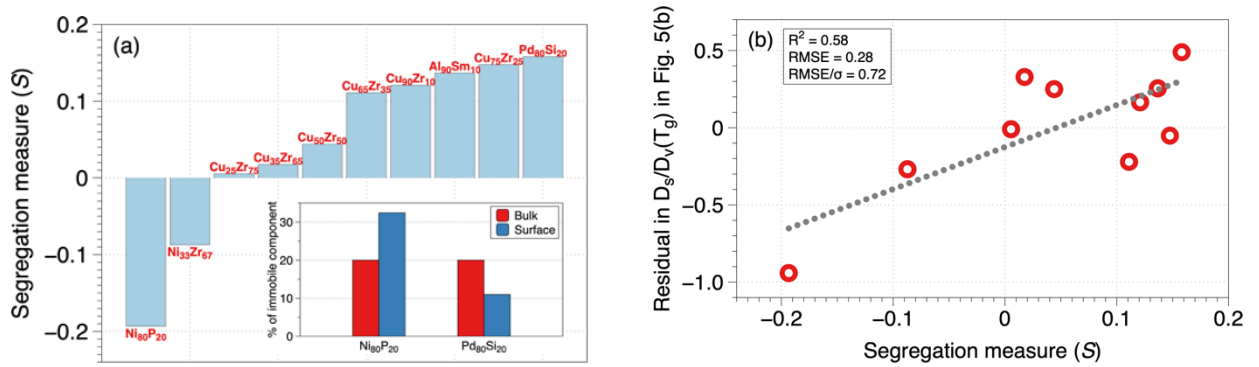 (a)
Segregation measure (S)
0.2
0.1
0
−0.1
−0.2
Ni80P20
Ni33Zr67
Cu25Zr75
Cu35Zr65
Cu50Zr50
Cu65Zr35
Cu90Zr10
Al90Sm10
Cu75Zr25
Pd80Si20
% of immobile component
30
20
10
0
Bulk
Surface
Ni80P20
Pd80Si20
(b)
R² = 0.58
RMSE = 0.28
RMSE/σ = 0.72
Residual in Ds/Dv(Tg) in Fig. 5(b)
0.5
0
−0.5
−1.0
−0.2
−0.1
0
0.1
0.2
Segregation measure (S)